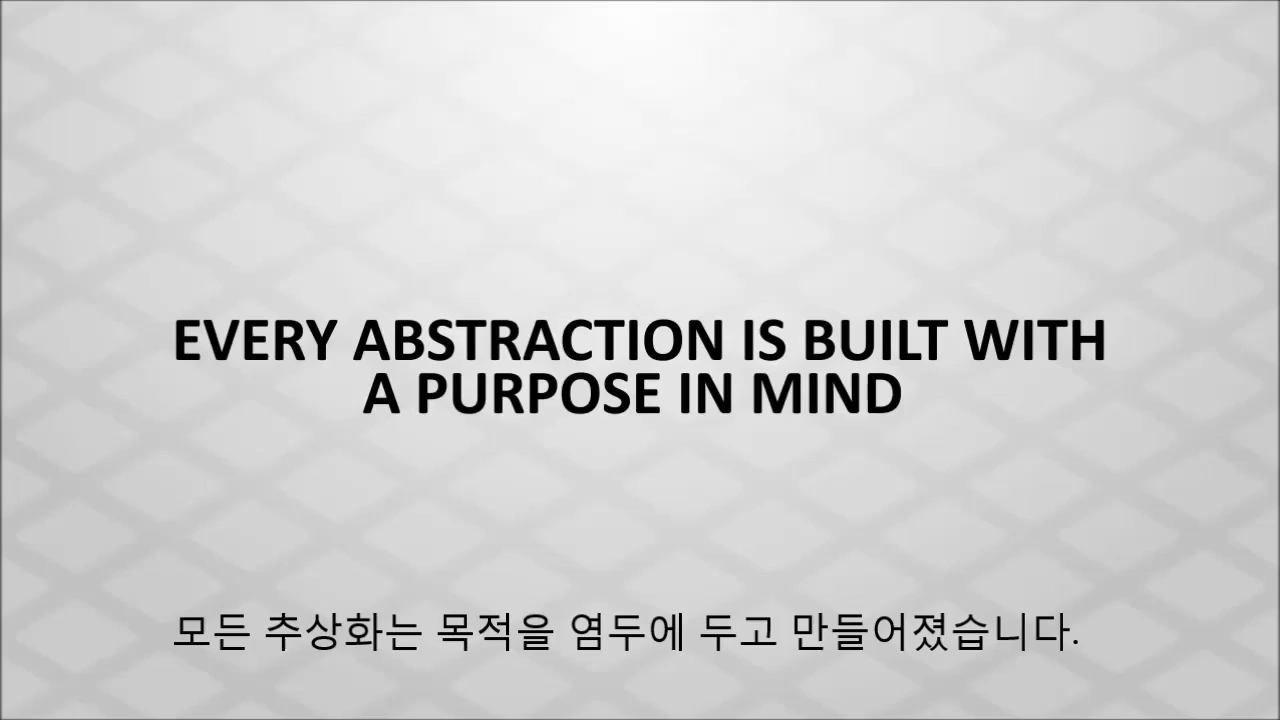 EVERY ABSTRACTION IS BUILT WITH
A PURPOSE IN MIND
모든 추상화는 목적을 염두에 두고 만들어졌습니다.